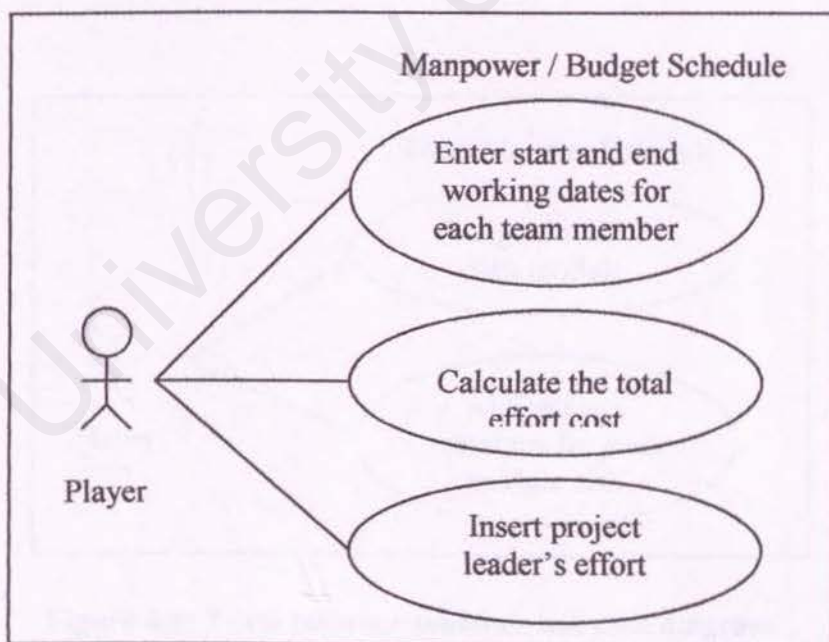 Manpower / Budget Schedule
Enter start and end
working dates for
each team member
Calculate the total
effort cost
Insert project
leader's effort
Player
University